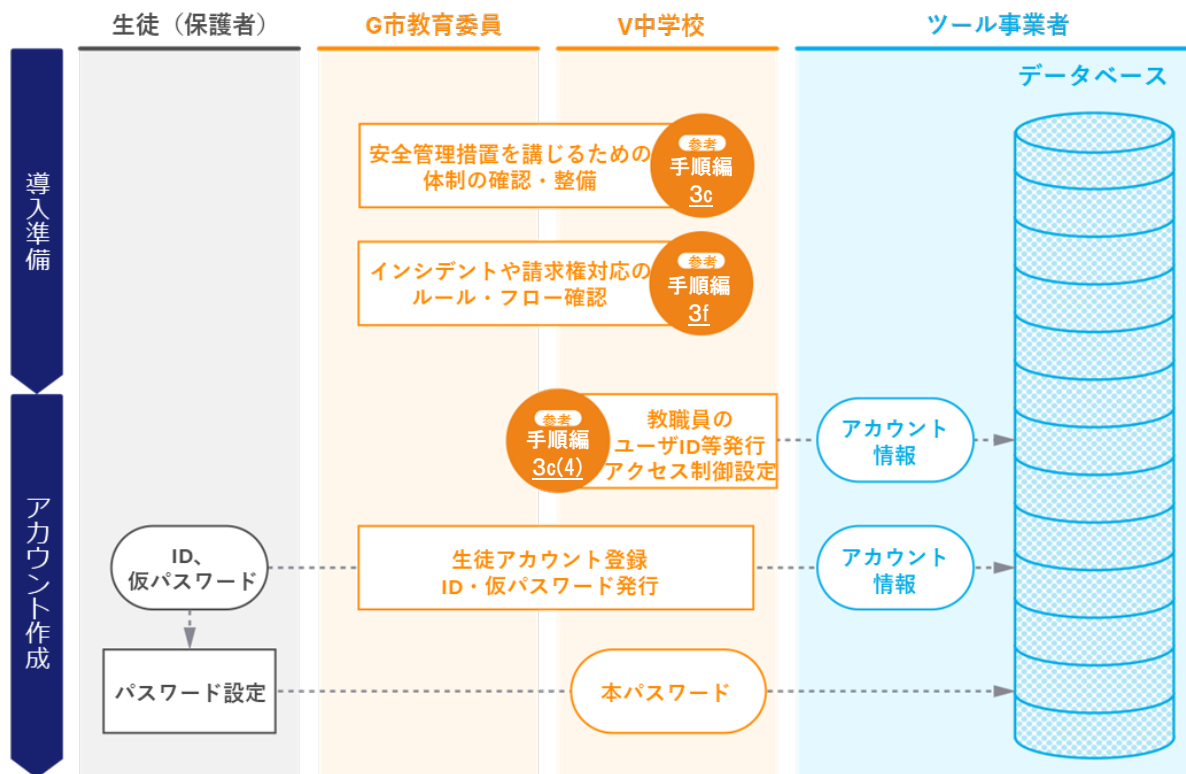 生徒（保護者）
G市教育委員
V中学校
ツール事業者
データベース
導入準備
安全管理措置を講じるための
体制の確認・整備
参考
手順編
3c
インシデントや請求権対応の
ルール・フロー確認
参考
手順編
3f
アカウント作成
参考
手順編
3c(4)
教職員の
ユーザID等発行
アクセス制御設定
アカウント
情報
ID、
仮パスワード
生徒アカウント登録
ID・仮パスワード発行
アカウント
情報
パスワード設定
本パスワード